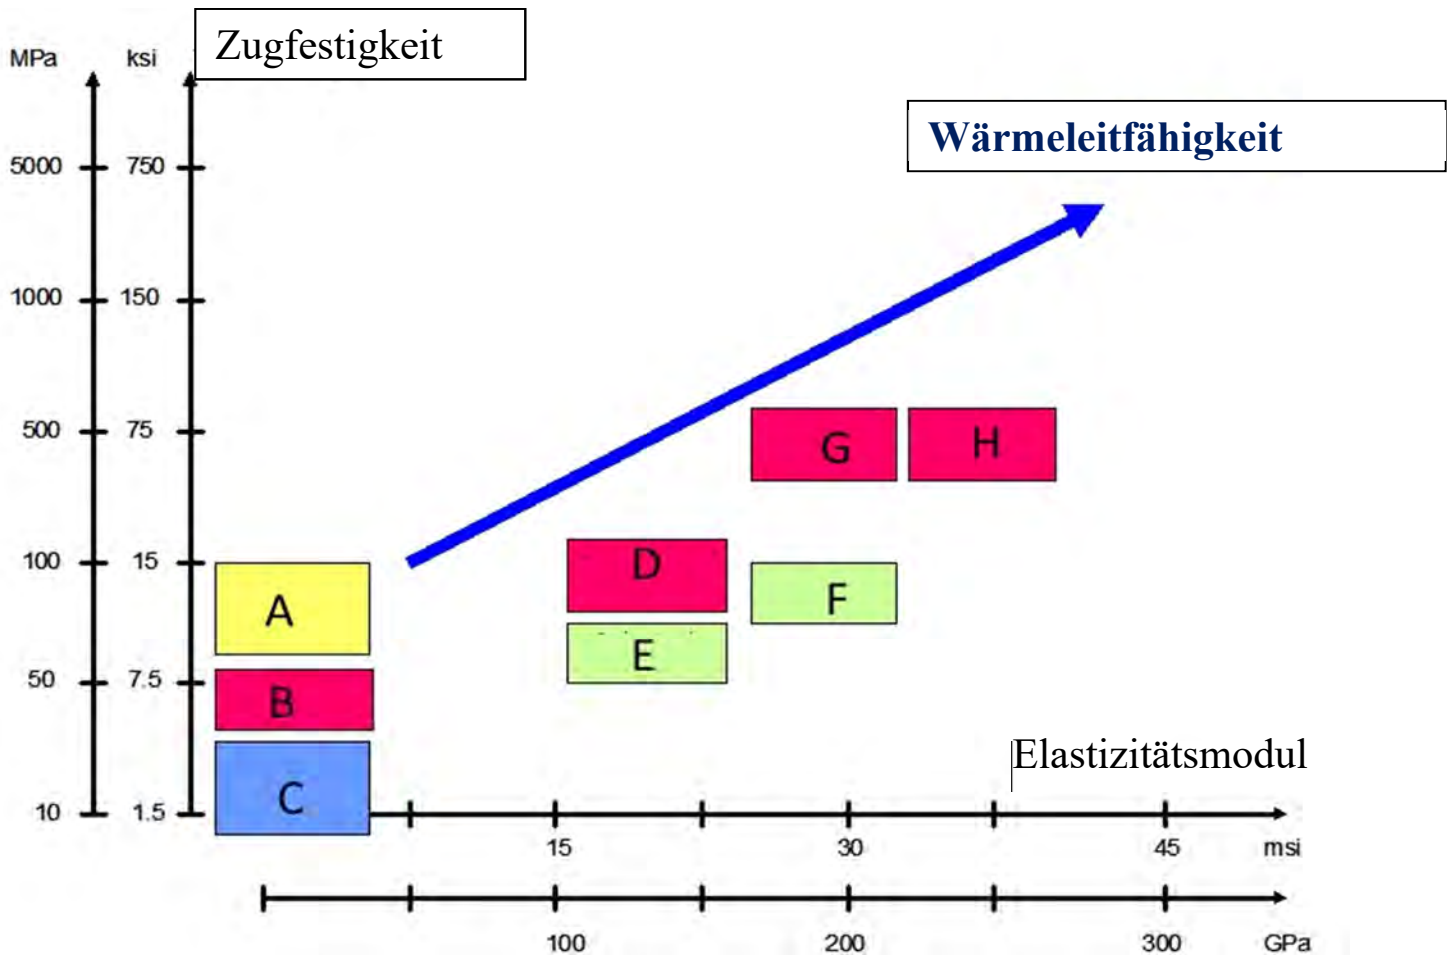 Zugfestigkeit
MPa
ksi
Wärmeleitfähigkeit
5000
750
1000
150
500
75
G
H
100
15
D
A
F
E
50
7.5
B
Elastizitätsmodul
C
10
1.5
15
30
45
msi
100
200
300
GPa